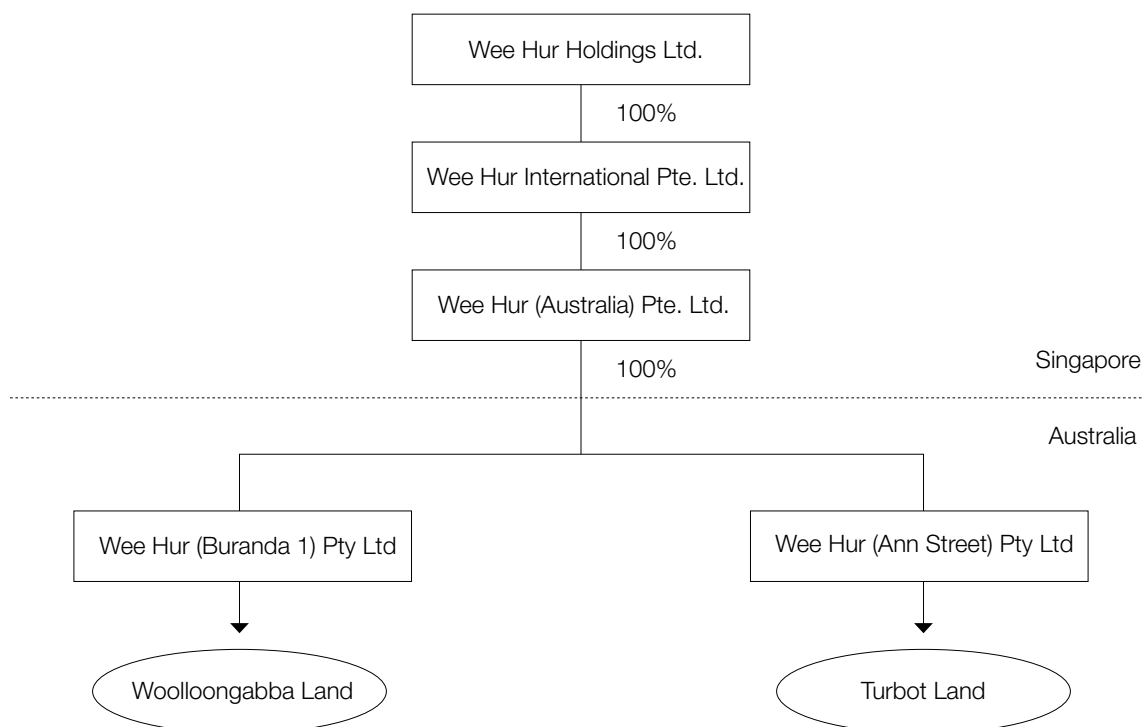 Wee Hur Holdings Ltd.
100%
Wee Hur International Pte. Ltd.
100%
Wee Hur (Australia) Pte. Ltd.
100%
Singapore
Australia
Wee Hur (Buranda 1) Pty Ltd
Wee Hur (Ann Street) Pty Ltd
Woolloongabba Land
Turbot Land